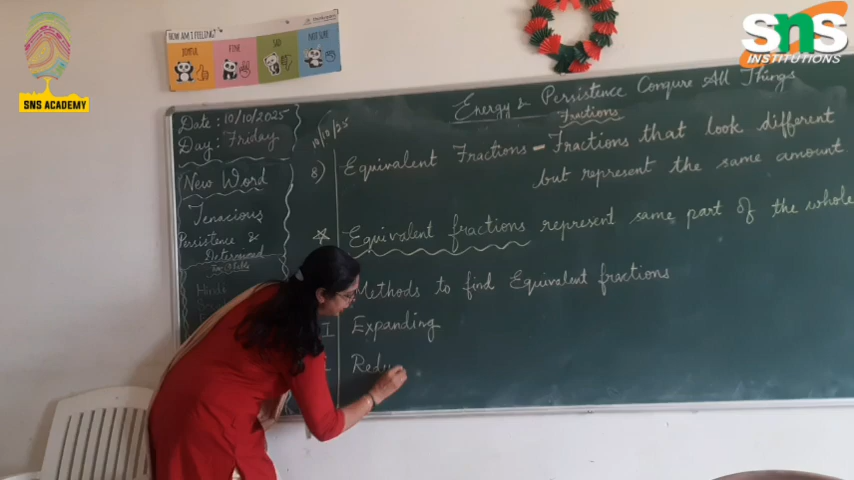 HOW AM I FEELING?
JOYFUL
FINE
SAD
NOT SURE
SNS ACADEMY
sns
INSTITUTIONS
Date : 10/10/2025
Day : Friday
New Word
Tenacious
Persistence &
Determined
Energy & Persistence Conqure All Things
Fractions
10/10/25
8) Equivalent Fractions - Fractions that look different
but represent the same amount.
Equivalent fractions represent same part of the whole
Methods to find Equivalent fractions
I Expanding
Redu